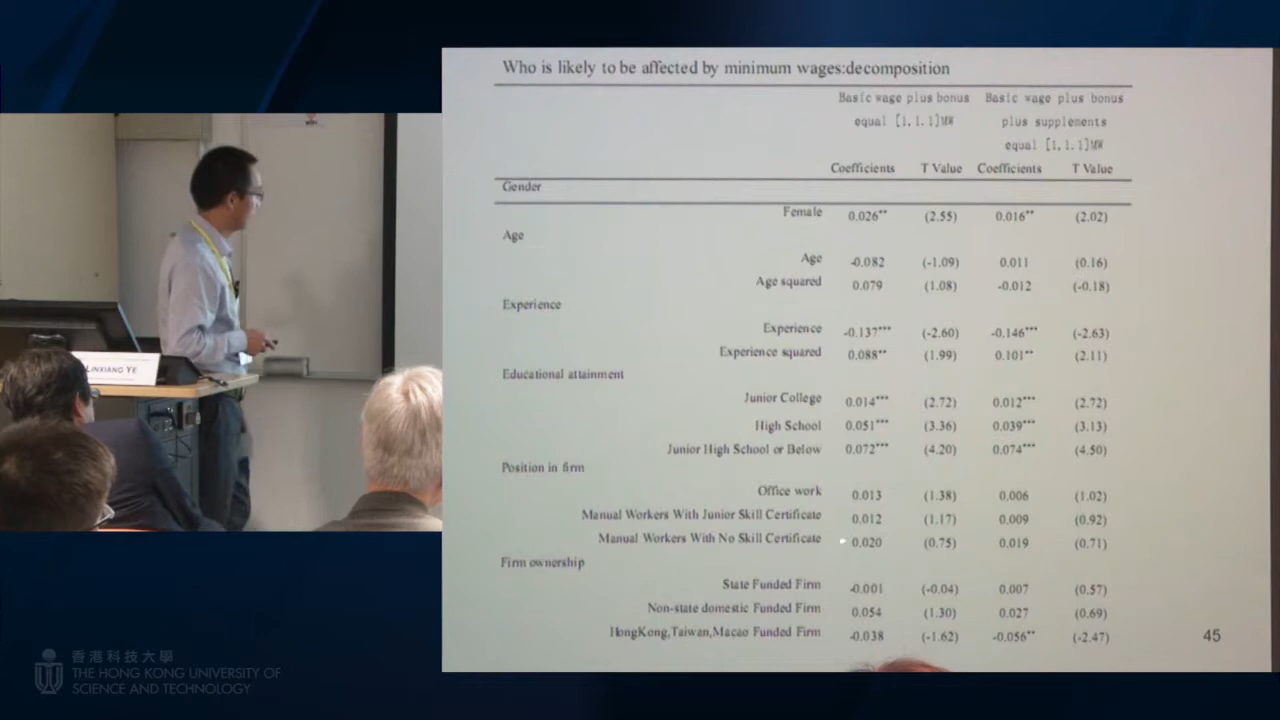 Who is likely to be affected by minimum wages:decomposition
Basic wage plus bonus equal [1, 1.1]MW Basic wage plus bonus plus supplements equal [1, 1.1]MW
Coefficients T Value Coefficients T Value
Gender
Female 0.026** (2.55) 0.016** (2.02)
Age
Age -0.082 (-1.09) 0.011 (0.16)
Age squared 0.079 (1.08) -0.012 (-0.18)
Experience
Experience -0.137*** (-2.60) -0.146*** (-2.63)
Experience squared 0.088** (1.99) 0.101** (2.11)
Educational attainment
Junior College 0.014*** (2.72) 0.012*** (2.72)
High School 0.051*** (3.36) 0.039*** (3.13)
Junior High School or Below 0.072*** (4.20) 0.074*** (4.50)
Position in firm
Office work 0.013 (1.38) 0.006 (1.02)
Manual Workers With Junior Skill Certificate 0.012 (1.17) 0.009 (0.92)
Manual Workers With No Skill Certificate 0.020 (0.75) 0.019 (0.71)
Firm ownership
State Funded Firm -0.001 (-0.04) 0.007 (0.57)
Non-state domestic Funded Firm 0.054 (1.30) 0.027 (0.69)
HongKong,Taiwan,Macao Funded Firm -0.038 (-1.62) -0.056** (-2.47)
45
LINXIANG YE
香港科技大學
THE HONG KONG UNIVERSITY OF
SCIENCE AND TECHNOLOGY